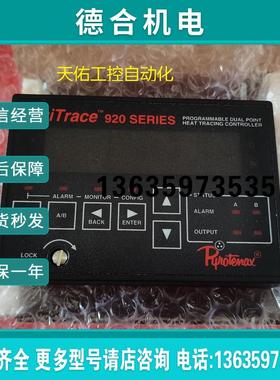 德合机电
天佑工控自动化
iTrace™ 920 SERIES
PROGRAMMABLE DUAL POINT
HEAT TRACING CONTROLLER
信经营
后保障
货秒发
保一年
ALARM
MONITOR
CONFIG
A/B
BACK
ENTER
LOCK
STATUS
A B
ALARM
OUTPUT
13635973535
Pyrotenax
齐全 更多型号请店咨询 电话:1363597